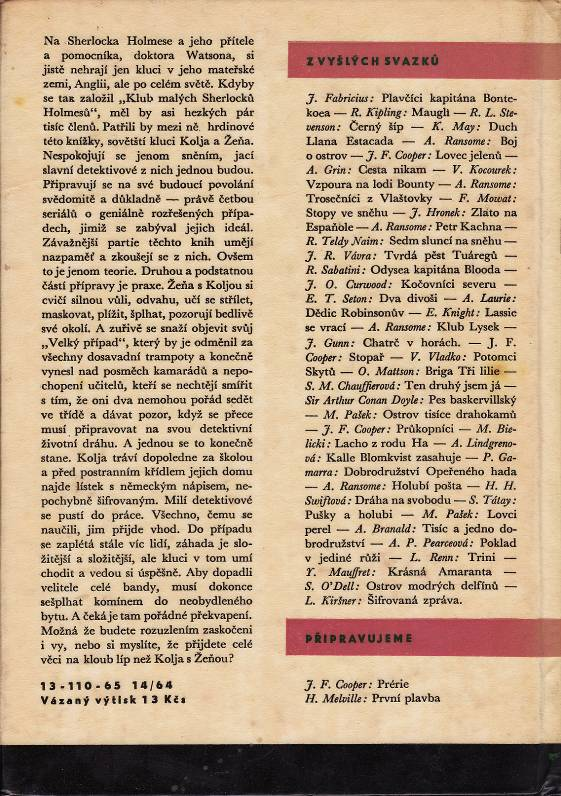 Na Sherlocka Holmese a jeho přítele
a pomocníka, doktora Watsona, si
jistě nehrají jen kluci v jeho mateřské
zemi, Anglii, ale po celém světě. Kdyby
se tak založil „Klub malých Sherlocků
Holmesů“, měl by asi hezkých pár
tisíc členů. Patřili by mezi ně hrdinové
této knížky, sovětští kluci Kolja a Žeňa.
Nespokojují se jenom sněním, jací
slavní detektivové z nich jednou budou.
Připravují se na své budoucí povolání
svědomitě a důkladně — právě četbou
seriálů o geniálně rozřešených přípa-
dech, jimiž se zabýval jejich ideál.
Závažnější partie těchto knih umějí
nazpaměť a zkoušejí se z nich. Ovšem
to je jenom teorie. Druhou a podstatnou
částí přípravy je praxe. Žeňa s Koljou si
cvičí silnou vůli, odvahu, učí se střílet,
maskovat, plížit, šplhat, pozorují bedlivě
své okolí. A zuřivě se snaží objevit svůj
„Velký případ“, který by je odměnil za
všechny dosavadní trampoty a konečně
vynesl nad posměch kamarádů a nepo-
chopení učitelů, kteří se nechtějí smířit
s tím, že oni dva nemohou pořád sedět
ve třídě a dávat pozor, když se přece
musí připravovat na svou detektivní
životní dráhu. A jednou se to konečně
stane. Kolja tráví dopoledne za školou
a před postranním křídlem jejich domu
najde lístek s německým nápisem, ne-
pochybně šifrovaným. Milí detektivové
se pustí do práce. Všechno, čemu se
naučili, jim přijde vhod. Do případu
se zaplétá stále víc lidí, záhada je slo-
žitější a složitější, ale kluci v tom umí
chodit a vedou si úspěšně. Aby dopadli
velitele celé bandy, musí dokonce
sešplhat komínem do neobydleného
bytu. A čeká je tam pořádné překvapení.
Možná že budete rozuzlením zaskočeni
i vy, nebo si myslíte, že přijdete celé
věci na kloub líp než Kolja s Žeňou?
13-110-65 14/64
Vázaný výtisk 13 Kčs
Z VYŠLÝCH SVAZKŮ
J. Fabricius: Plavčíci kapitána Bonte-
koea — R. Kipling: Maugli — R. L. Ste-
venson: Černý šíp — K. May: Duch
Llana Estacada — A. Ransome: Boj
o ostrov — J. F. Cooper: Lovec jelenů —
A. Grin: Cesta nikam — V. Kocourek:
Vzpoura na lodi Bounty — A. Ransome:
Trosečníci z Vlaštovky — F. Mowat:
Stopy ve sněhu — J. Hronek: Zlato na
Espaňole — A. Ransome: Petr Kachna —
R. Teldy Naim: Sedm sluncí na sněhu —
J. R. Vávra: Tvrdá pěst Tuáregů —
R. Sabatini: Odysea kapitána Blooda —
J. O. Curwood: Kočovníci severu —
E. T. Seton: Dva divoši — A. Laurie:
Dědic Robinsonův — E. Knight: Lassie
se vrací — A. Ransome: Klub Lysek —
J. Gunn: Chatrč v horách. — J. F.
Cooper: Stopař — V. Vladko: Potomci
Skytů — O. Mattson: Briga Tři lilie —
S. M. Chauffierová: Ten druhý jsem já —
Sir Arthur Conan Doyle: Pes baskervillský
— M. Pašek: Ostrov tisíce drahokamů
— J. F. Cooper: Průkopníci — M. Bie-
licki: Lacho z rodu Ha — A. Lindgreno-
vá: Kalle Blomkvist zasahuje — P. Ga-
marra: Dobrodružství Opeřeného hada
— A. Ransome: Holubí pošta — H. H.
Swiftová: Dráha na svobodu — S. Tátay:
Pušky a holubi — M. Pašek: Lovci
perel — A. Branald: Tisíc a jedno do-
brodružství — A. P. Pearceová: Poklad
v jediné růži — L. Renn: Trini —
Y. Mauffret: Krásná Amaranta —
S. O'Dell: Ostrov modrých delfínů —
L. Kiršner: Šifrovaná zpráva.
PŘIPRAVUJEME
J. F. Cooper: Prérie
H. Melville: První plavba